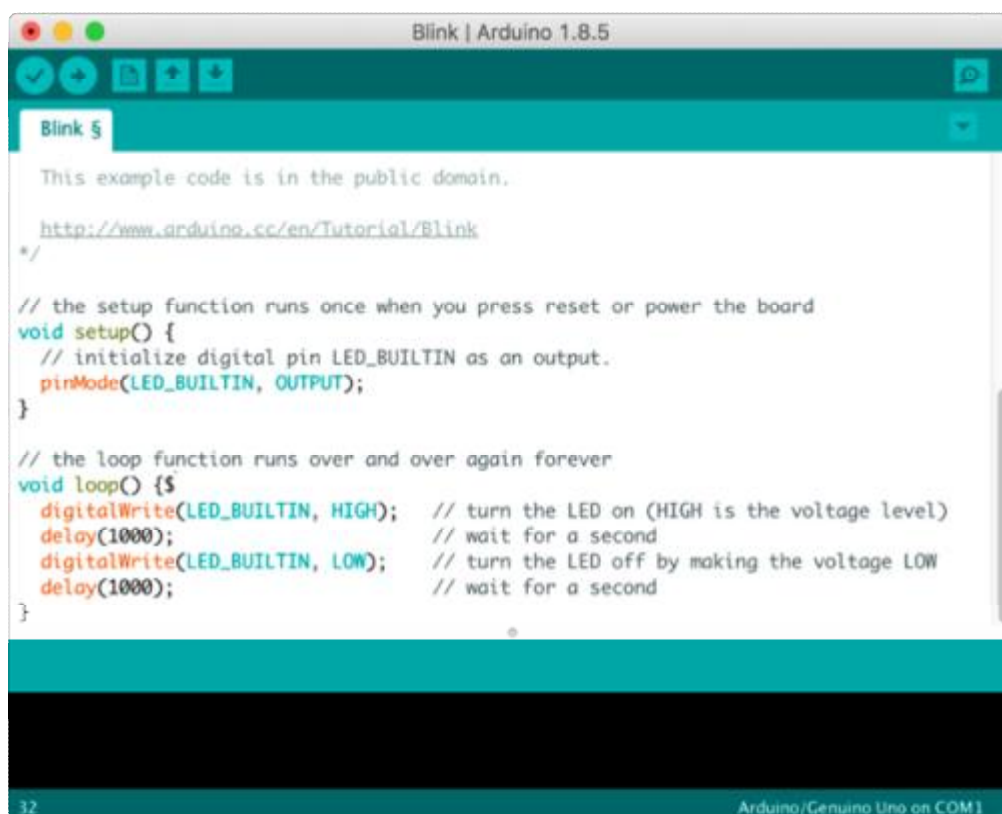 Blink | Arduino 1.8.5
Blink §
This example code is in the public domain.
http://www.arduino.cc/en/Tutorial/Blink
*/
// the setup function runs once when you press reset or power the board
void setup() {
// initialize digital pin LED_BUILTIN as an output.
pinMode(LED_BUILTIN, OUTPUT);
}
// the loop function runs over and over again forever
void loop() {$
digitalWrite(LED_BUILTIN, HIGH); // turn the LED on (HIGH is the voltage level)
delay(1000); // wait for a second
digitalWrite(LED_BUILTIN, LOW); // turn the LED off by making the voltage LOW
delay(1000); // wait for a second
}
32 Arduino/Genuino Uno on COM1